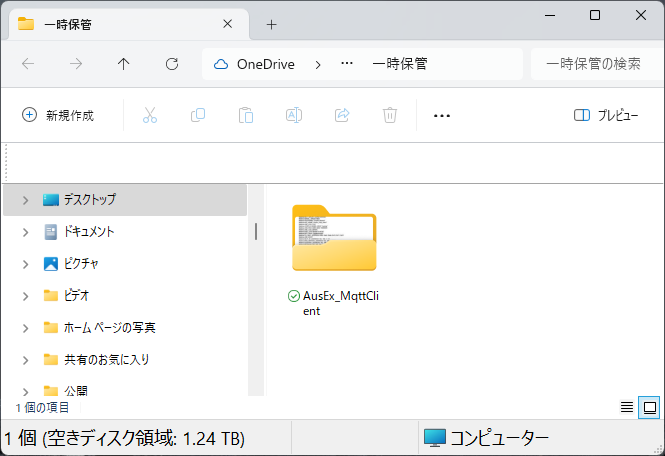 一時保管
OneDrive
一時保管
一時保管の検索
新規作成
プレビュー
デスクトップ
ドキュメント
ピクチャ
ビデオ
ホームページの写真
共有のお気に入り
公開
AusEx_MqttCli
ent
1 個の項目
1 個 (空きディスク領域: 1.24 TB)
コンピューター